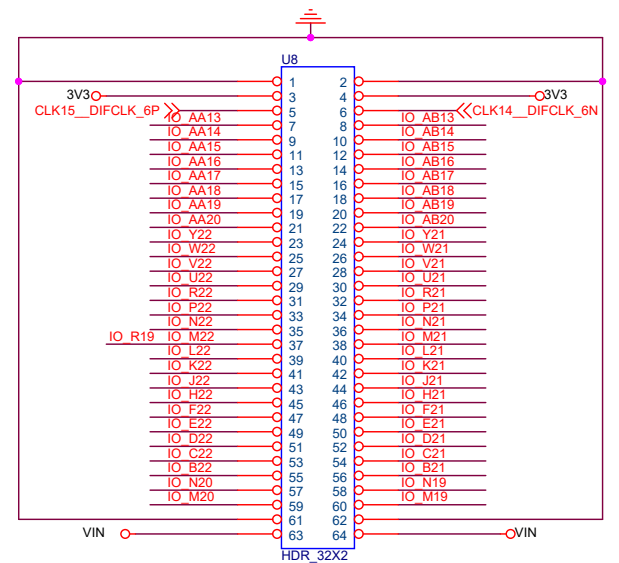 U8
1 2
3V3 3 4 3V3
CLK15__DIFCLK_6P 5 6 CLK14__DIFCLK_6N
IO_AA13 7 8 IO_AB13
IO_AA14 9 10 IO_AB14
IO_AA15 11 12 IO_AB15
IO_AA16 13 14 IO_AB16
IO_AA17 15 16 IO_AB17
IO_AA18 17 18 IO_AB18
IO_AA19 19 20 IO_AB19
IO_AA20 21 22 IO_AB20
IO_Y22 23 24 IO_Y21
IO_W22 25 26 IO_W21
IO_V22 27 28 IO_V21
IO_U22 29 30 IO_U21
IO_R22 31 32 IO_R21
IO_P22 33 34 IO_P21
IO_N22 35 36 IO_N21
IO_R19 IO_M22 37 38 IO_M21
IO_L22 39 40 IO_L21
IO_K22 41 42 IO_K21
IO_J22 43 44 IO_J21
IO_H22 45 46 IO_H21
IO_F22 47 48 IO_F21
IO_E22 49 50 IO_E21
IO_D22 51 52 IO_D21
IO_C22 53 54 IO_C21
IO_B22 55 56 IO_B21
IO_N20 57 58 IO_N19
IO_M20 59 60 IO_M19
61 62
VIN 63 64 VIN
HDR_32X2